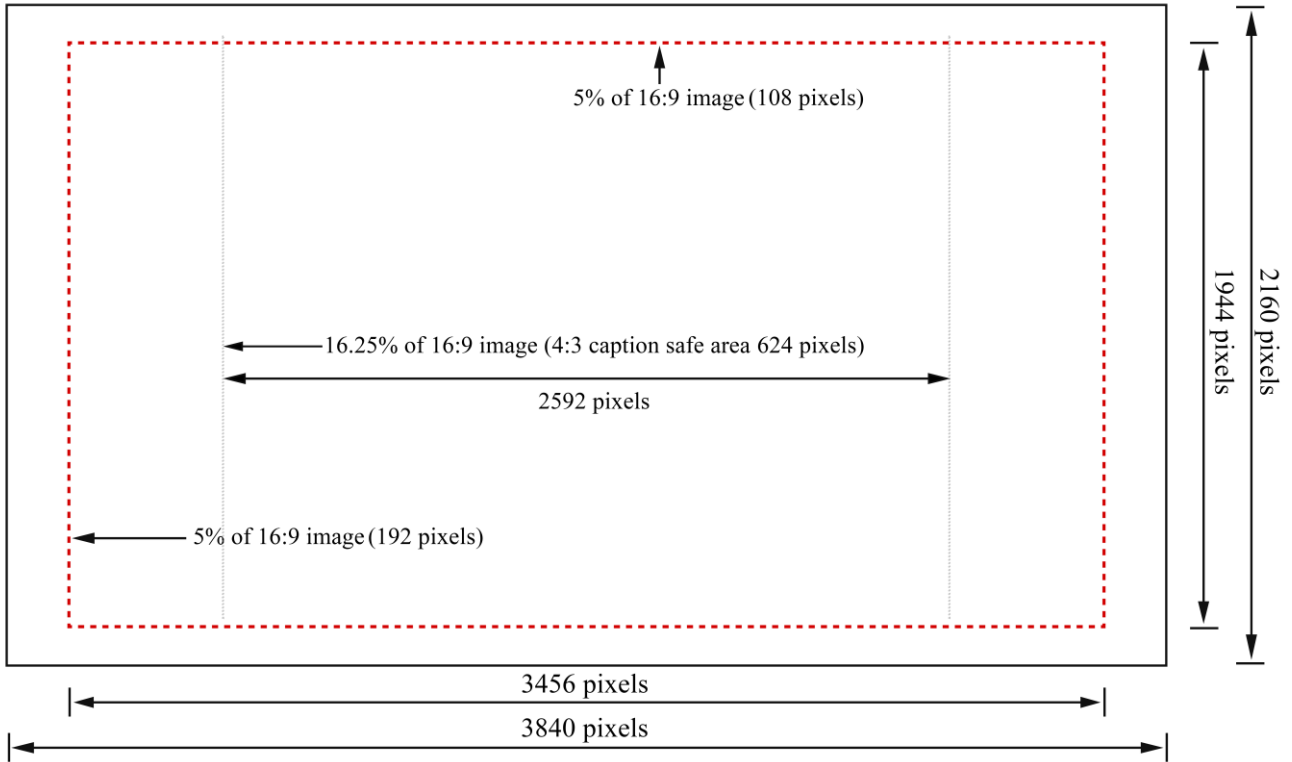 5% of 16:9 image (108 pixels)
16.25% of 16:9 image (4:3 caption safe area 624 pixels)
2592 pixels
5% of 16:9 image (192 pixels)
1944 pixels
2160 pixels
3456 pixels
3840 pixels